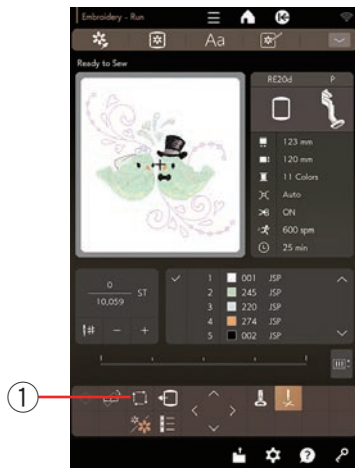 Embroidery - Run
Aa
Ready to Sew
RE20d P
123 mm
120 mm
11 Colors
Auto
ON
600 spm
25 min
0
10,059
ST
# - +
1 001 JSP
2 245 JSP
3 220 JSP
4 274 JSP
5 002 JSP
1